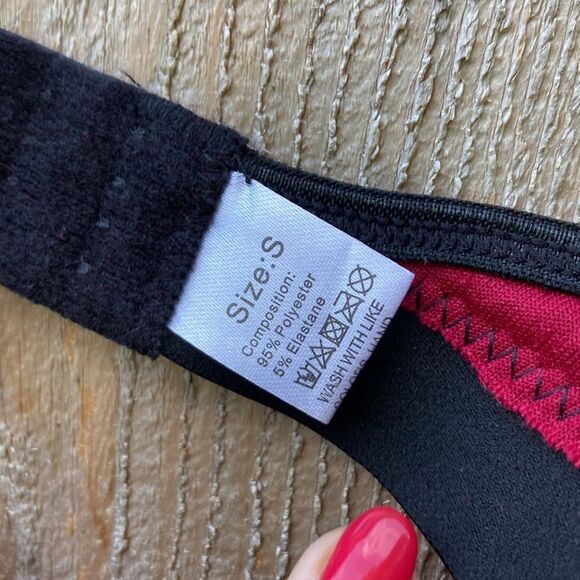 Size:S
Composition:
95% Polyester
5% Elastane
WASH WITH LIKE